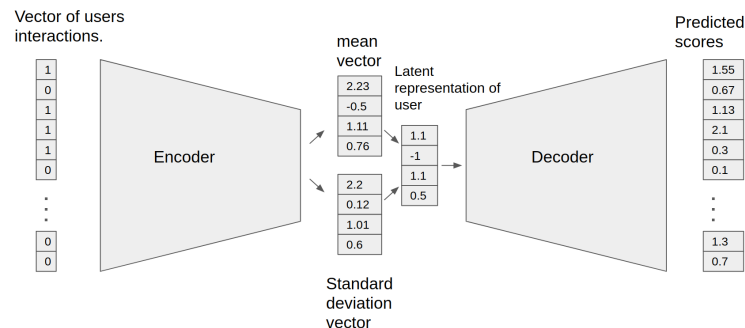 Vector of users
interactions.
1
0
1
1
1
0
0
0
Encoder
mean
vector
2.23
-0.5
1.11
0.76
2.2
0.12
1.01
0.6
Standard
deviation
vector
Latent
representation of
user
1.1
-1
1.1
0.5
Decoder
Predicted
scores
1.55
0.67
1.13
2.1
0.3
0.1
1.3
0.7